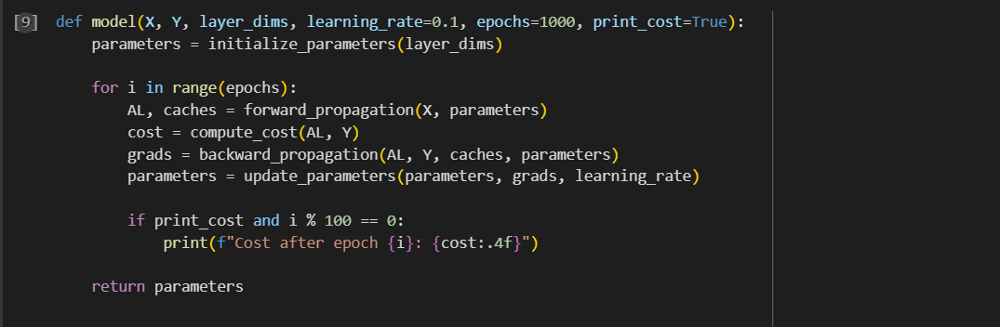 [9] def model(X, Y, layer_dims, learning_rate=0.1, epochs=1000, print_cost=True):
    parameters = initialize_parameters(layer_dims)

    for i in range(epochs):
        AL, caches = forward_propagation(X, parameters)
        cost = compute_cost(AL, Y)
        grads = backward_propagation(AL, Y, caches, parameters)
        parameters = update_parameters(parameters, grads, learning_rate)

        if print_cost and i % 100 == 0:
            print(f"Cost after epoch {i}: {cost:.4f}")

    return parameters